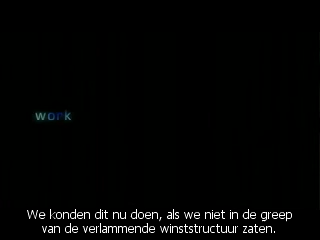 work
We konden dit nu doen, als we niet in de greep
van de verlammende winststructuur zaten.